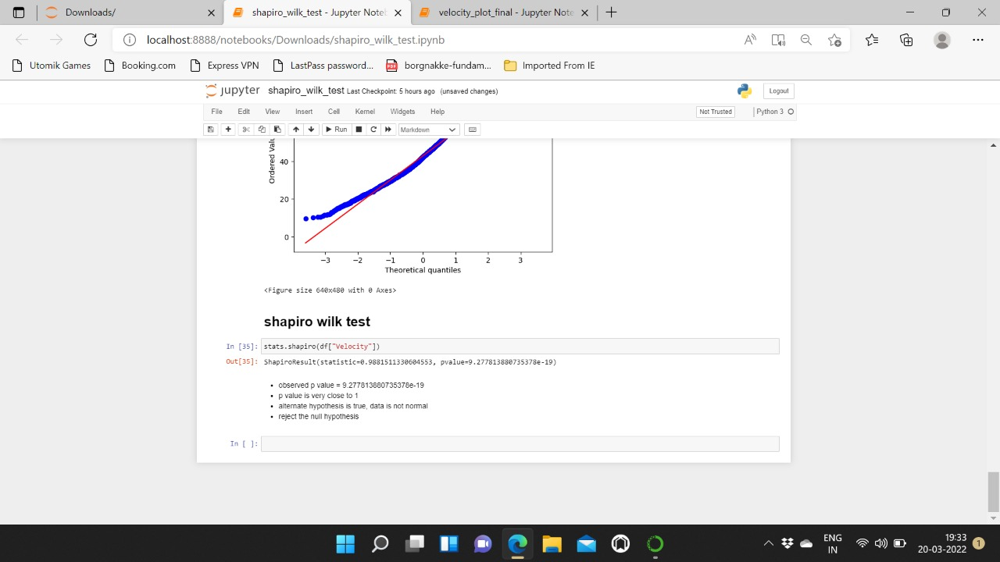 Downloads/
shapiro_wilk_test - Jupyter Note
velocity_plot_final - Jupyter Note
localhost:8888/notebooks/Downloads/shapiro_wilk_test.ipynb
Utomik Games
Booking.com
Express VPN
LastPass password...
borgnakke-fundam...
Imported From IE
jupyter shapiro_wilk_test Last Checkpoint: 5 hours ago (unsaved changes)
Logout
File Edit View Insert Cell Kernel Widgets Help
Not Trusted
Python 3
Run
Markdown
Ordered Valu
40
20
0
−3 −2 −1 0 1 2 3
Theoretical quantiles
<Figure size 640x480 with 0 Axes>
shapiro wilk test
In [35]: stats.shapiro(df["Velocity"])
Out[35]: ShapiroResult(statistic=0.9881511330604553, pvalue=9.277813880735378e-19)
• observed p value = 9.277813880735378e-19
• p value is very close to 1
• alternate hypothesis is true, data is not normal
• reject the null hypothesis
In [ ]:
ENG
IN
19:33
20-03-2022
1